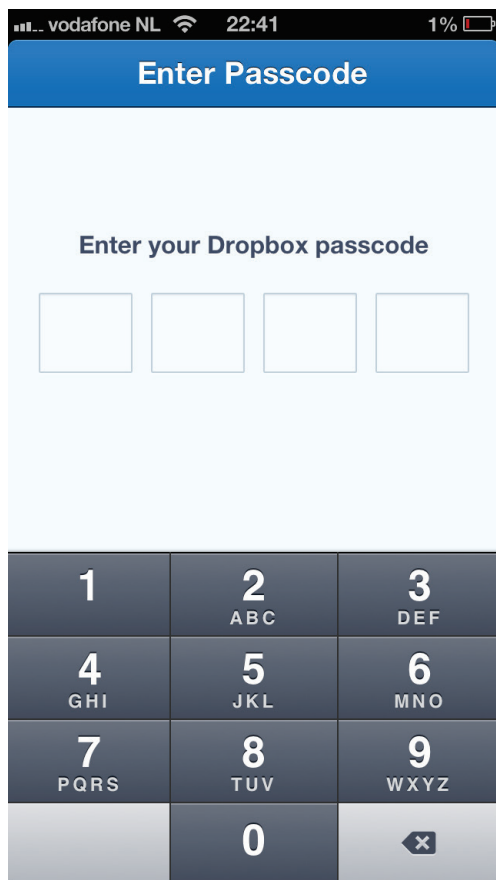 vodafone NL 22:41 1%
Enter Passcode
Enter your Dropbox passcode
1 2 3
ABC DEF
4 5 6
GHI JKL MNO
7 8 9
PQRS TUV WXYZ
0